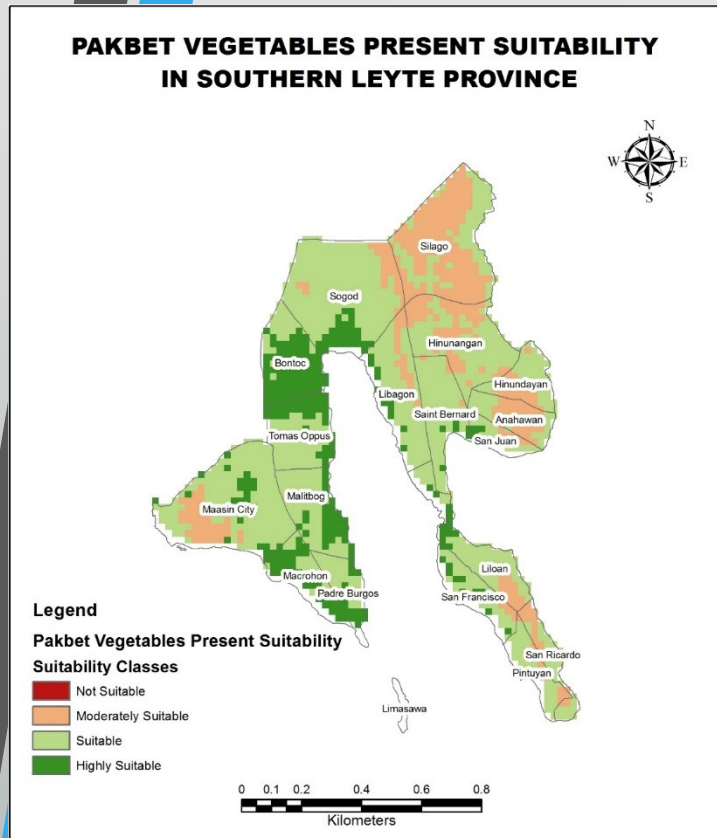 PAKBET VEGETABLES PRESENT SUITABILITY
IN SOUTHERN LEYTE PROVINCE
N
W
E
S
Silago
Sogod
Hinunangan
Bontoc
Hinundayan
Libagon
Anahawan
Saint Bernard
Tomas Oppus
San Juan
Malitbog
Maasin City
Liloan
Macrohon
Padre Burgos
San Francisco
San Ricardo
Pintuyan
Limasawa
Legend
Pakbet Vegetables Present Suitability
Suitability Classes
Not Suitable
Moderately Suitable
Suitable
Highly Suitable
0 0.1 0.2 0.4 0.6 0.8
Kilometers